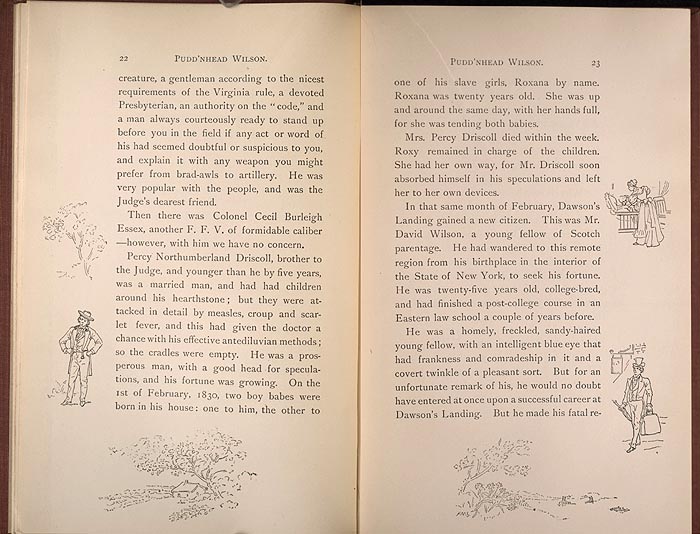 22 PUDD'NHEAD WILSON.
creature, a gentleman according to the nicest
requirements of the Virginia rule, a devoted
Presbyterian, an authority on the "code," and
a man always courteously ready to stand up
before you in the field if any act or word of
his had seemed doubtful or suspicious to you,
and explain it with any weapon you might
prefer from brad-awls to artillery. He was
very popular with the people, and was the
Judge's dearest friend.
Then there was Colonel Cecil Burleigh
Essex, another F. F. V. of formidable caliber
—however, with him we have no concern.
Percy Northumberland Driscoll, brother to
the Judge, and younger than he by five years,
was a married man, and had had children
around his hearthstone; but they were at-
tacked in detail by measles, croup and scar-
let fever, and this had given the doctor a
chance with his effective antediluvian methods;
so the cradles were empty. He was a pros-
perous man, with a good head for specula-
tions, and his fortune was growing. On the
1st of February, 1830, two boy babes were
born in his house: one to him, the other to
PUDD'NHEAD WILSON. 23
one of his slave girls, Roxana by name.
Roxana was twenty years old. She was up
and around the same day, with her hands full,
for she was tending both babies.
Mrs. Percy Driscoll died within the week.
Roxy remained in charge of the children.
She had her own way, for Mr. Driscoll soon
absorbed himself in his speculations and left
her to her own devices.
In that same month of February, Dawson's
Landing gained a new citizen. This was Mr.
David Wilson, a young fellow of Scotch
parentage. He had wandered to this remote
region from his birthplace in the interior of
the State of New York, to seek his fortune.
He was twenty-five years old, college-bred,
and had finished a post-college course in an
Eastern law school a couple of years before.
He was a homely, freckled, sandy-haired
young fellow, with an intelligent blue eye that
had frankness and comradeship in it and a
covert twinkle of a pleasant sort. But for an
unfortunate remark of his, he would no doubt
have entered at once upon a successful career at
Dawson's Landing. But he made his fatal re-